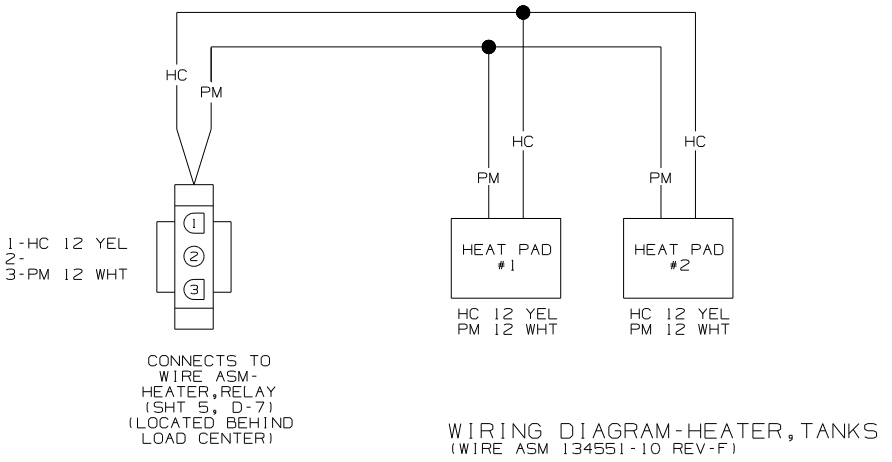 HC
PM
HC
HC
PM
PM
1-HC 12 YEL
2-
3-PM 12 WHT
1
2
3
HEAT PAD
#1
HEAT PAD
#2
HC 12 YEL
PM 12 WHT
HC 12 YEL
PM 12 WHT
CONNECTS TO
WIRE ASM-
HEATER,RELAY
(SHT 5, D-7)
(LOCATED BEHIND
LOAD CENTER)
WIRING DIAGRAM-HEATER,TANKS
(WIRE ASM 134551-10 REV-F)